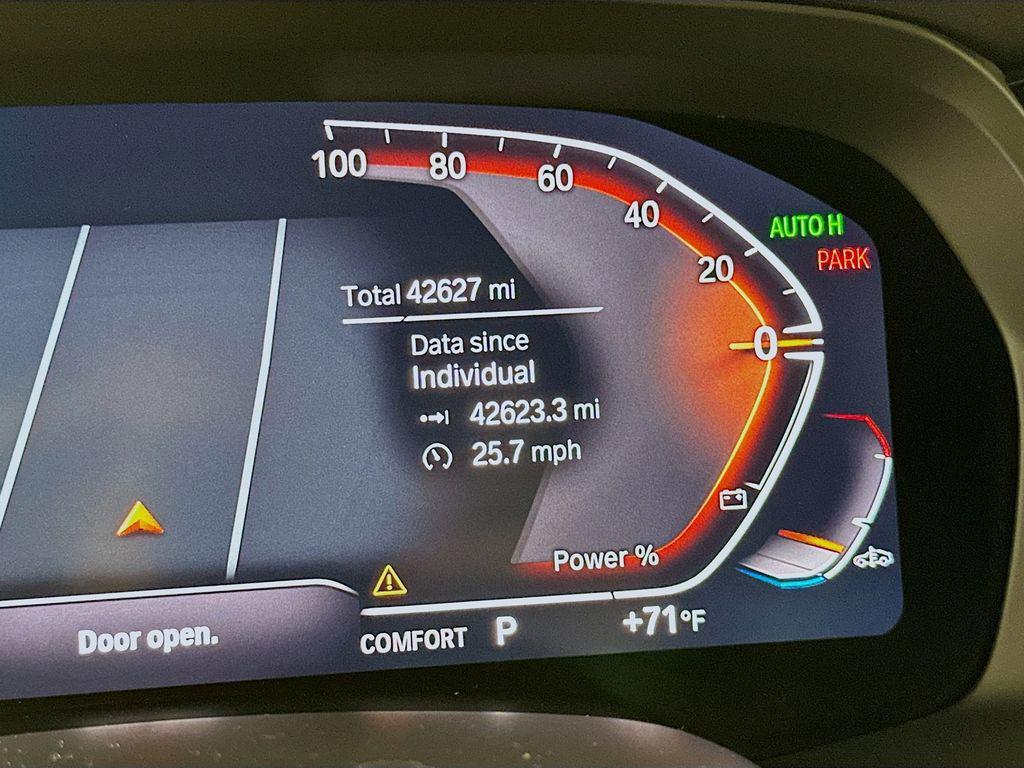 100
80
60
40
20
0
AUTO H
PARK
Total 42627 mi
Data since
Individual
42623.3 mi
25.7 mph
Power %
Door open.
COMFORT P +71°F